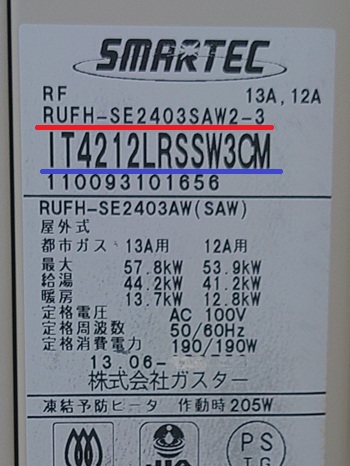 SMARTEC
RF 13A,12A
RUFH-SE2403SAW2-3
IT4212LRSSW3CM
110093101656
RUFH-SE2403AW(SAW)
屋外式
都市ガス 13A用 12A用
最大 57.8kW 53.9kW
給湯 44.2kW 41.2kW
暖房 13.7kW 12.8kW
定格電圧 AC 100V
定格周波数 50/60Hz
定格消費電力 190/190W
13.06-
株式会社ガスター
凍結予防ヒータ 作動時205W
PS